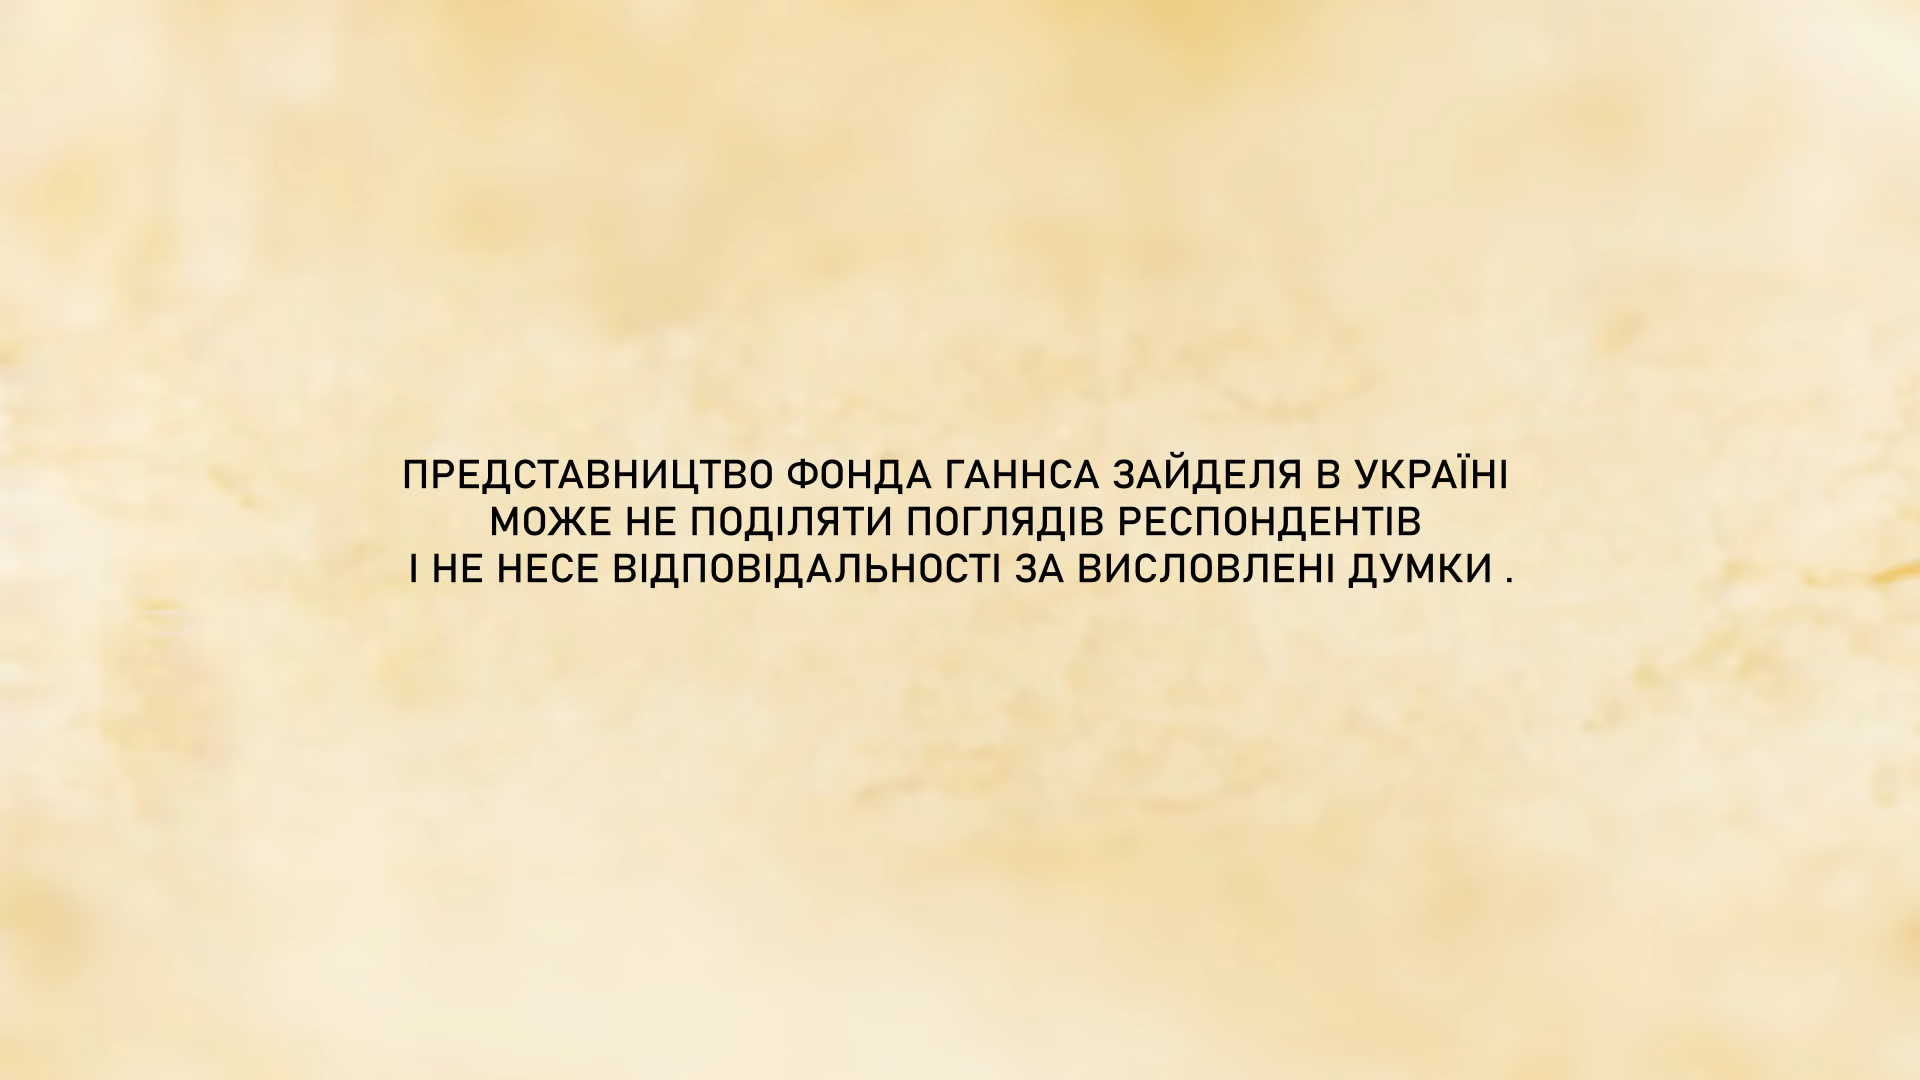 ПРЕДСТАВНИЦТВО ФОНДА ГАННСА ЗАЙДЕЛЯ В УКРАЇНІ
МОЖЕ НЕ ПОДІЛЯТИ ПОГЛЯДІВ РЕСПОНДЕНТІВ
І НЕ НЕСЕ ВІДПОВІДАЛЬНОСТІ ЗА ВИСЛОВЛЕНІ ДУМКИ .